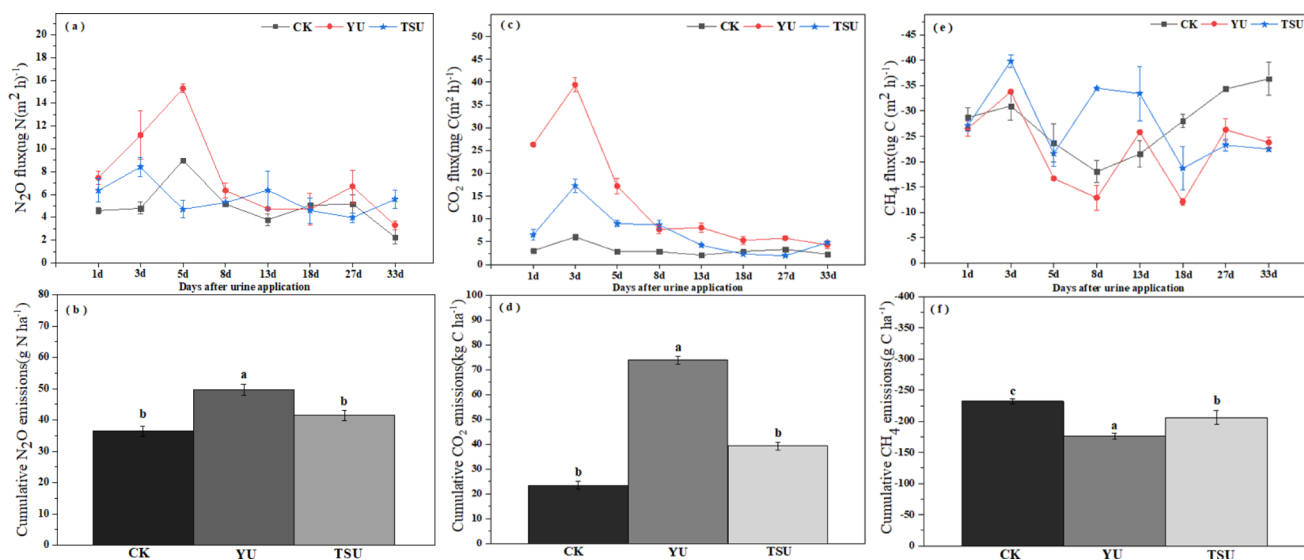 ( a )
CK YU TSU
N2O flux(ug N(m² h)⁻¹)
21
20
18
16
14
12
10
8
6
4
2
0
1d 3d 5d 8d 13d 18d 27d 33d
Days after urine application
( c )
CK YU TSU
CO2 flux(mg C(m² h)⁻¹)
50
45
40
35
30
25
20
15
10
5
0
1d 3d 5d 8d 13d 18d 27d 33d
Days after urine application
( e )
CK YU TSU
CH4 flux(ug C (m² h)⁻¹)
-45
-40
-35
-30
-25
-20
-15
-10
-5
0
1d 3d 5d 8d 13d 18d 27d 33d
Days after urine application
( b )
Cumulative N2O emissions(g N ha⁻¹)
80
70
60
50
40
30
20
10
0
b a b
CK YU TSU
( d )
Cumulative CO2 emissions(kg C ha⁻¹)
100
90
80
70
60
50
40
30
20
10
0
b a b
CK YU TSU
( f )
Cumulative CH4 emissions(g C ha⁻¹)
-400
-350
-300
-250
-200
-150
-100
-50
0
c a b
CK YU TSU